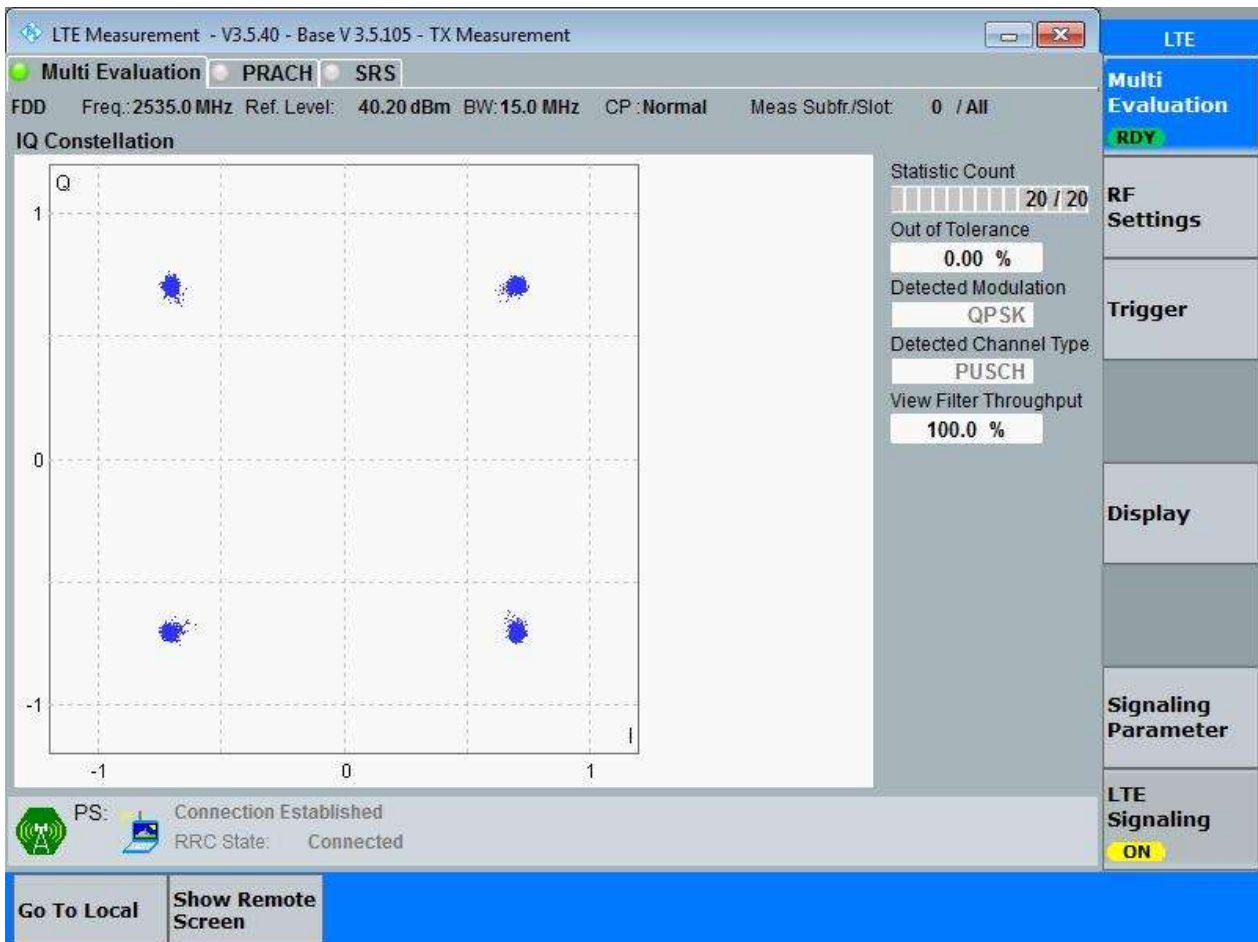 LTE Measurement - V3.5.40 - Base V 3.5.105 - TX Measurement
LTE
Multi Evaluation PRACH SRS
Multi
Evaluation
RDY
FDD Freq.: 2535.0 MHz Ref. Level: 40.20 dBm BW: 15.0 MHz CP : Normal Meas Subfr./Slot: 0 / All
IQ Constellation
Q
1
0
-1
-1 0 1
I
Statistic Count
20 / 20
Out of Tolerance
0.00 %
Detected Modulation
QPSK
Detected Channel Type
PUSCH
View Filter Throughput
100.0 %
RF
Settings
Trigger
Display
Signaling
Parameter
LTE
Signaling
ON
PS: Connection Established
RRC State: Connected
Go To Local
Show Remote
Screen